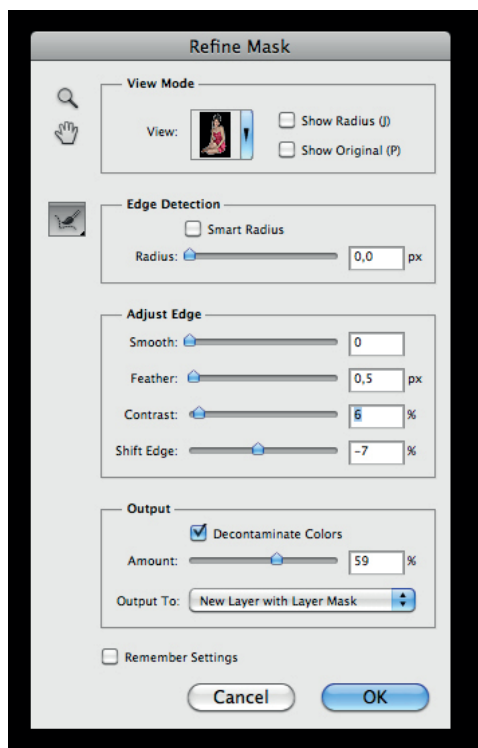 Refine Mask
View Mode
View:
Show Radius (J)
Show Original (P)
Edge Detection
Smart Radius
Radius: 0,0 px
Adjust Edge
Smooth: 0
Feather: 0,5 px
Contrast: 6 %
Shift Edge: -7 %
Output
Decontaminate Colors
Amount: 59 %
Output To: New Layer with Layer Mask
Remember Settings
Cancel OK